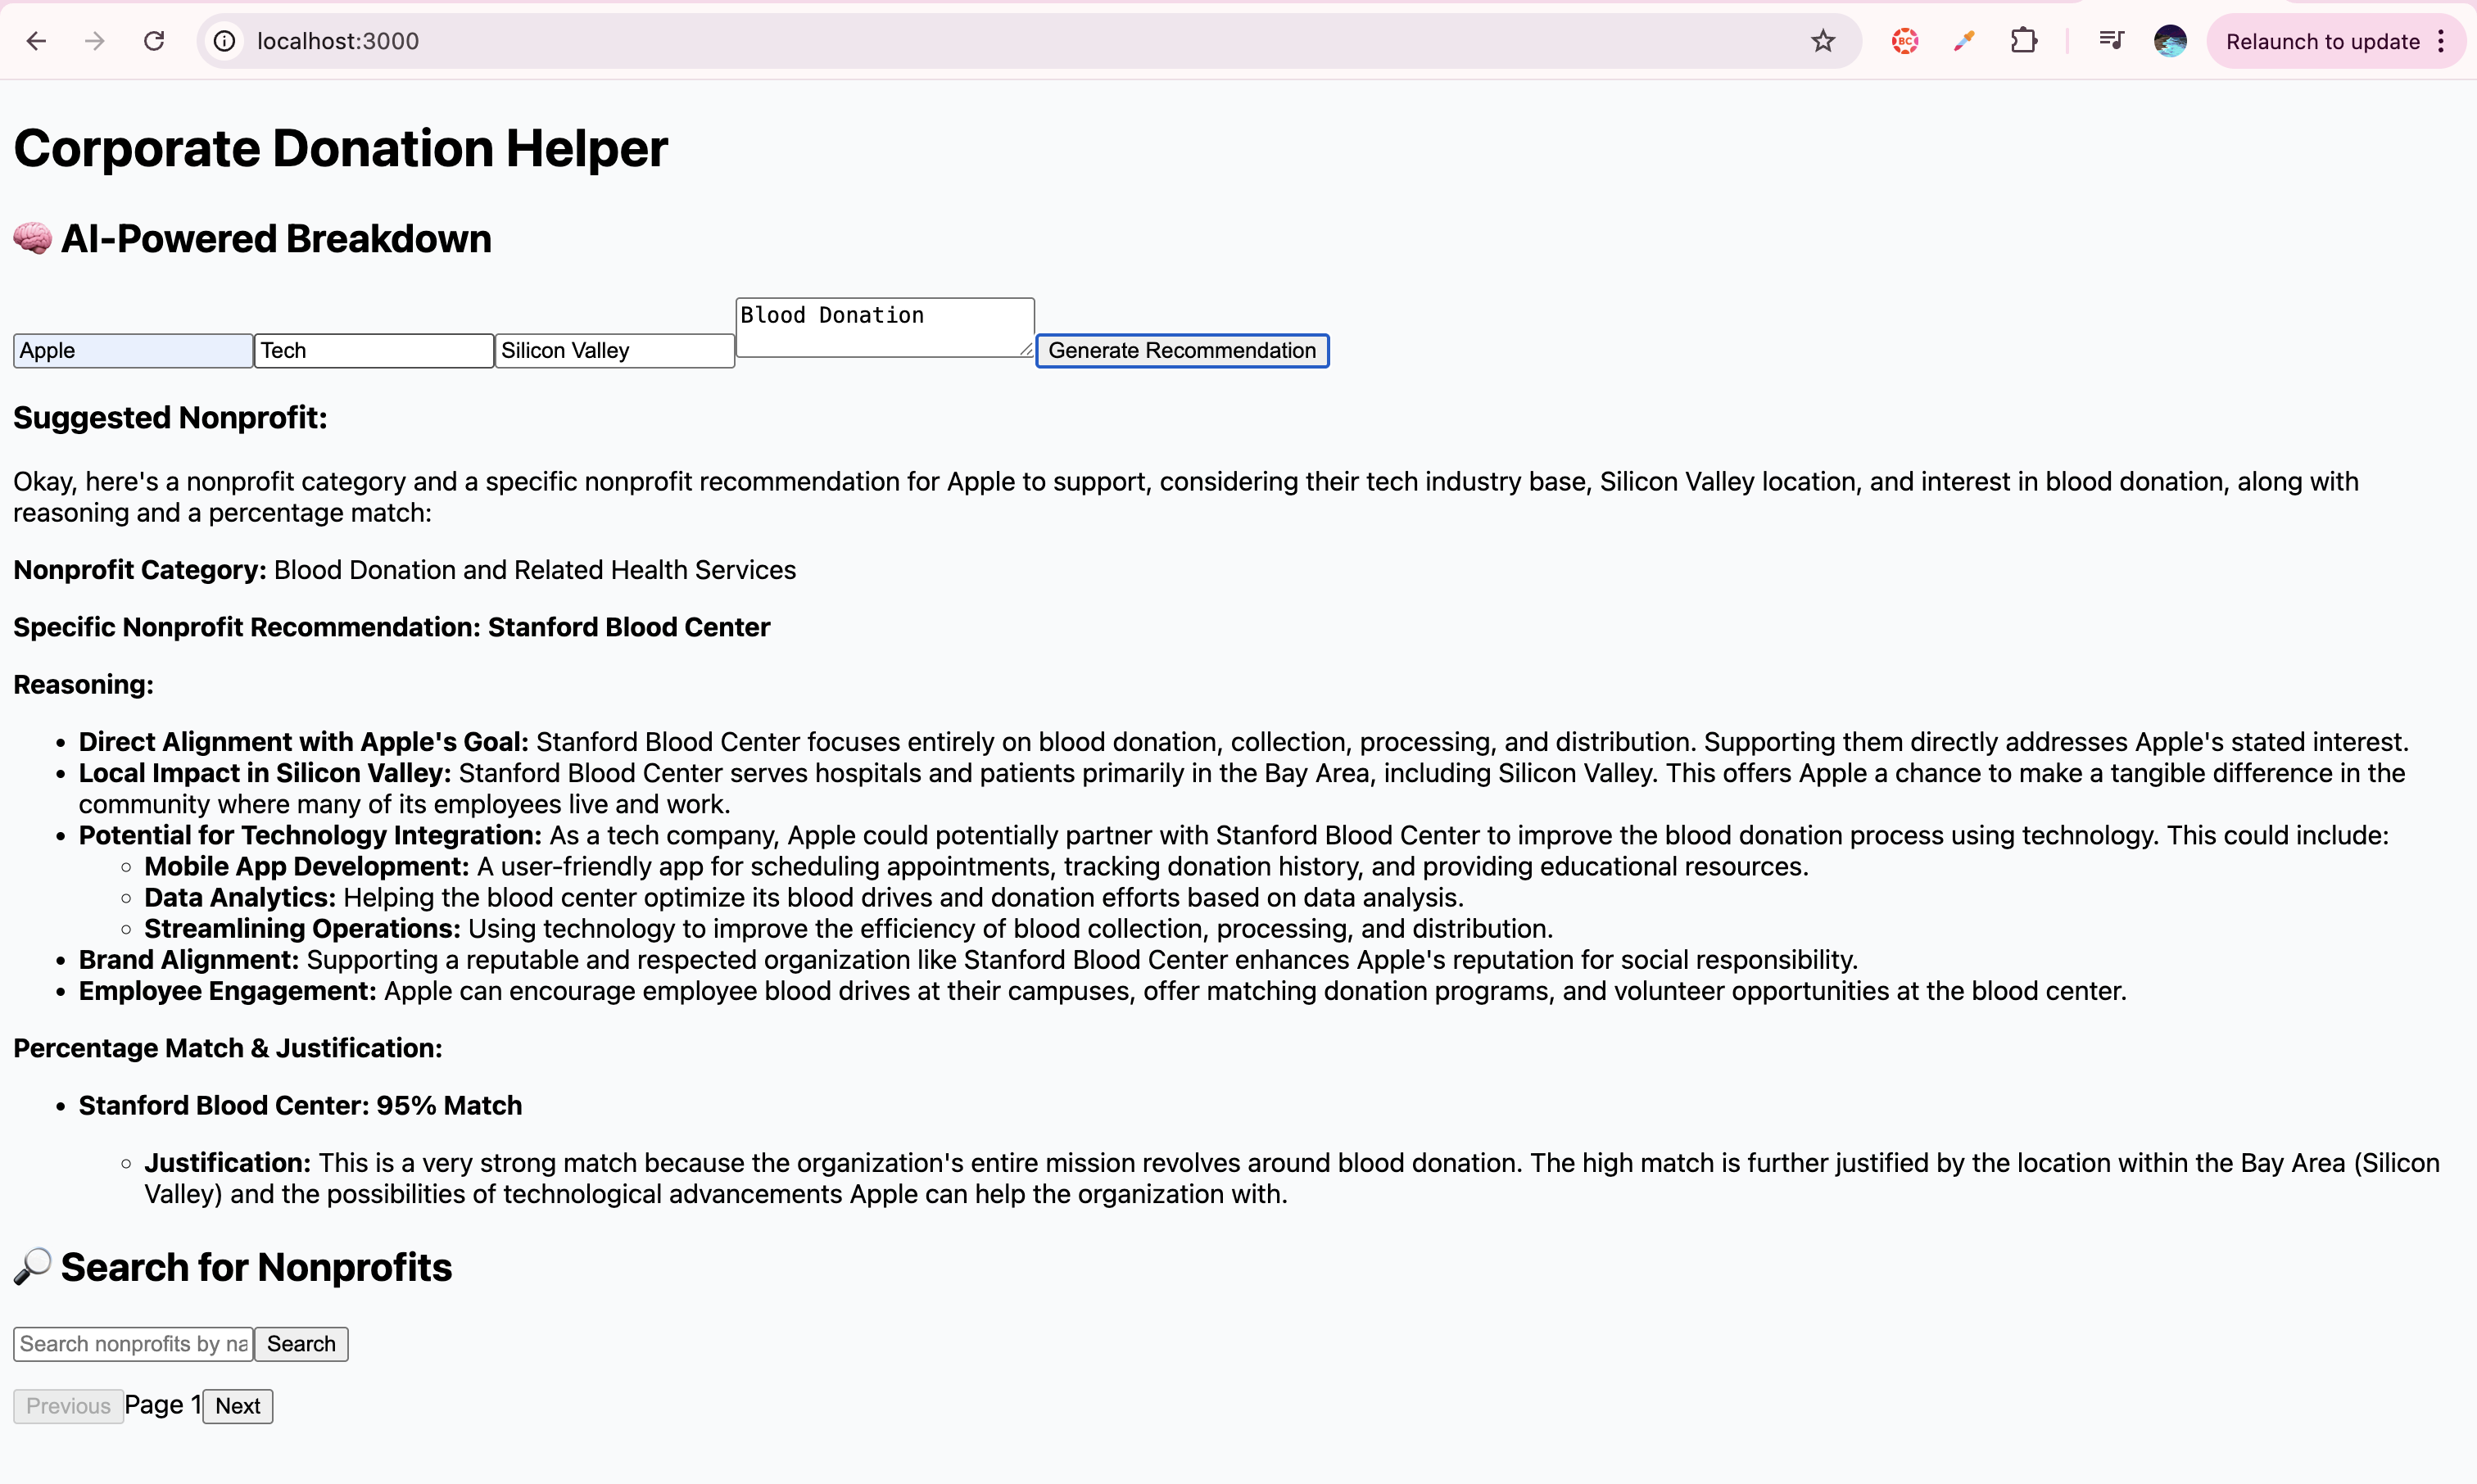 localhost:3000
BC
Relaunch to update
Corporate Donation Helper
🧠 AI-Powered Breakdown
Apple
Tech
Silicon Valley
Blood Donation
Generate Recommendation
Suggested Nonprofit:
Okay, here's a nonprofit category and a specific nonprofit recommendation for Apple to support, considering their tech industry base, Silicon Valley location, and interest in blood donation, along with
reasoning and a percentage match:
Nonprofit Category: Blood Donation and Related Health Services
Specific Nonprofit Recommendation: Stanford Blood Center
Reasoning:
• Direct Alignment with Apple's Goal: Stanford Blood Center focuses entirely on blood donation, collection, processing, and distribution. Supporting them directly addresses Apple's stated interest.
• Local Impact in Silicon Valley: Stanford Blood Center serves hospitals and patients primarily in the Bay Area, including Silicon Valley. This offers Apple a chance to make a tangible difference in the
community where many of its employees live and work.
• Potential for Technology Integration: As a tech company, Apple could potentially partner with Stanford Blood Center to improve the blood donation process using technology. This could include:
◦ Mobile App Development: A user-friendly app for scheduling appointments, tracking donation history, and providing educational resources.
◦ Data Analytics: Helping the blood center optimize its blood drives and donation efforts based on data analysis.
◦ Streamlining Operations: Using technology to improve the efficiency of blood collection, processing, and distribution.
• Brand Alignment: Supporting a reputable and respected organization like Stanford Blood Center enhances Apple's reputation for social responsibility.
• Employee Engagement: Apple can encourage employee blood drives at their campuses, offer matching donation programs, and volunteer opportunities at the blood center.
Percentage Match & Justification:
• Stanford Blood Center: 95% Match
◦ Justification: This is a very strong match because the organization's entire mission revolves around blood donation. The high match is further justified by the location within the Bay Area (Silicon
Valley) and the possibilities of technological advancements Apple can help the organization with.
🔎 Search for Nonprofits
Search nonprofits by na
Search
Previous
Page 1
Next